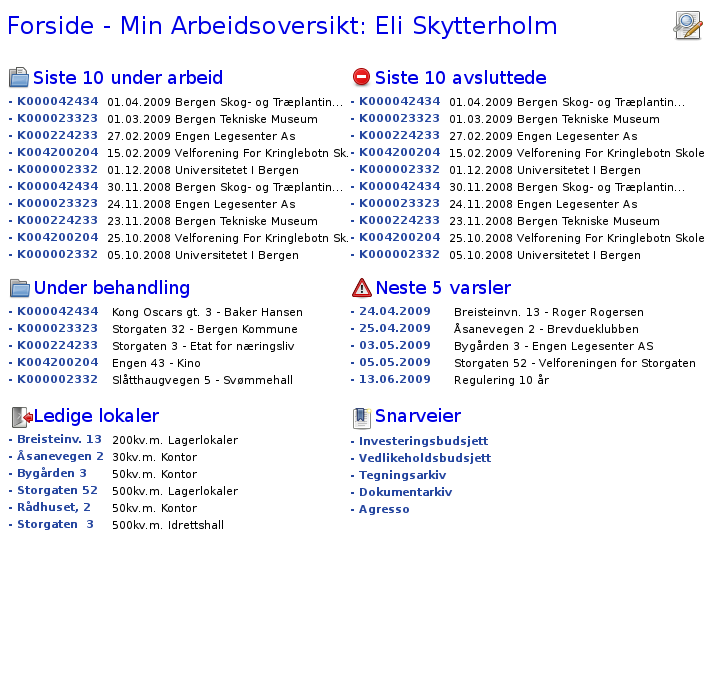 Forside - Min Arbeidsoversikt: Eli Skytterholm
Siste 10 under arbeid
- K000042434 01.04.2009 Bergen Skog- og Træplantin...
- K000023323 01.03.2009 Bergen Tekniske Museum
- K000224233 27.02.2009 Engen Legesenter As
- K004200204 15.02.2009 Velforening For Kringlebotn Sk.
- K000002332 01.12.2008 Universitetet I Bergen
- K000042434 30.11.2008 Bergen Skog- og Træplantin...
- K000023323 24.11.2008 Engen Legesenter As
- K000224233 23.11.2008 Bergen Tekniske Museum
- K004200204 25.10.2008 Velforening For Kringlebotn Sk.
- K000002332 05.10.2008 Universitetet I Bergen
Siste 10 avsluttede
- K000042434 01.04.2009 Bergen Skog- og Træplantin...
- K000023323 01.03.2009 Bergen Tekniske Museum
- K000224233 27.02.2009 Engen Legesenter As
- K004200204 15.02.2009 Velforening For Kringlebotn Skole
- K000002332 01.12.2008 Universitetet I Bergen
- K000042434 30.11.2008 Bergen Skog- og Træplantin...
- K000023323 24.11.2008 Engen Legesenter As
- K000224233 23.11.2008 Bergen Tekniske Museum
- K004200204 25.10.2008 Velforening For Kringlebotn Skole
- K000002332 05.10.2008 Universitetet I Bergen
Under behandling
- K000042434 Kong Oscars gt. 3 - Baker Hansen
- K000023323 Storgaten 32 - Bergen Kommune
- K000224233 Storgaten 3 - Etat for næringsliv
- K004200204 Engen 43 - Kino
- K000002332 Slåtthaugvegen 5 - Svømmehall
Neste 5 varsler
- 24.04.2009 Breisteinvn. 13 - Roger Rogersen
- 25.04.2009 Åsanevegen 2 - Brevdueklubben
- 03.05.2009 Bygården 3 - Engen Legesenter AS
- 05.05.2009 Storgaten 52 - Velforeningen for Storgaten
- 13.06.2009 Regulering 10 år
Ledige lokaler
- Breisteinv. 13 200kv.m. Lagerlokaler
- Åsanevegen 2 30kv.m. Kontor
- Bygården 3 50kv.m. Kontor
- Storgaten 52 500kv.m. Lagerlokaler
- Rådhuset, 2 50kv.m. Kontor
- Storgaten 3 500kv.m. Idrettshall
Snarveier
- Investeringsbudsjett
- Vedlikeholdsbudsjett
- Tegningsarkiv
- Dokumentarkiv
- Agresso